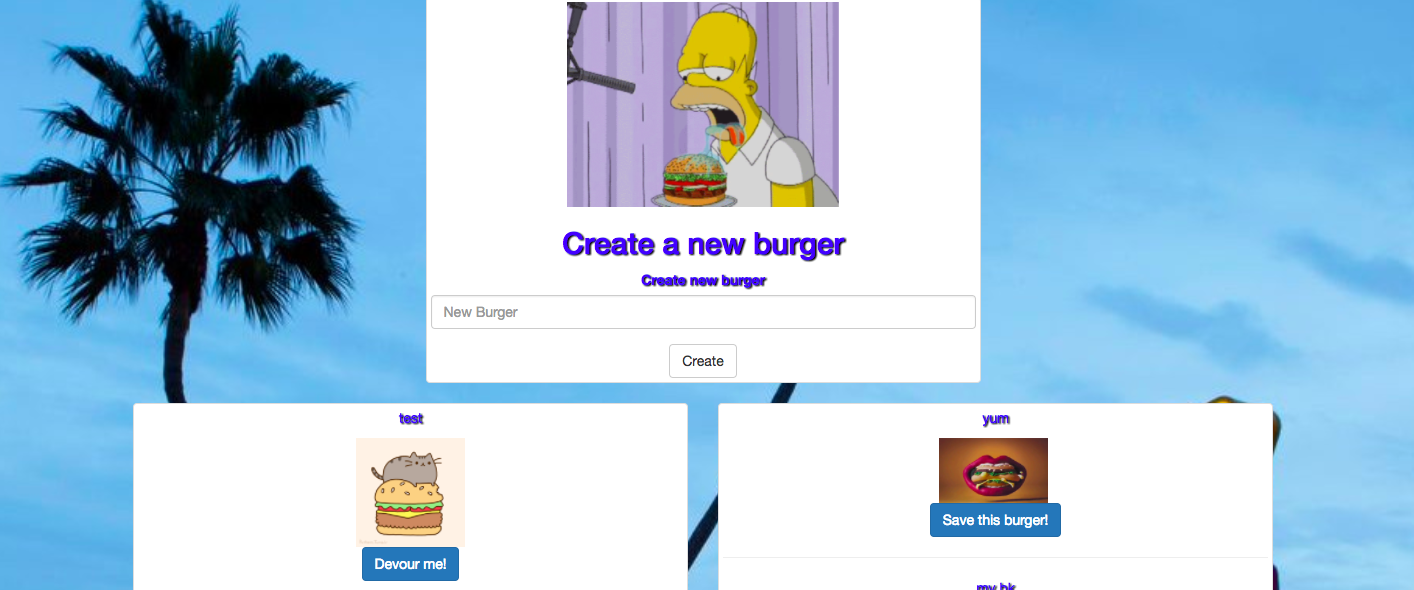 Create a new burger
Create new burger
New Burger
Create
test
Devour me!
yum
Save this burger!
my bk